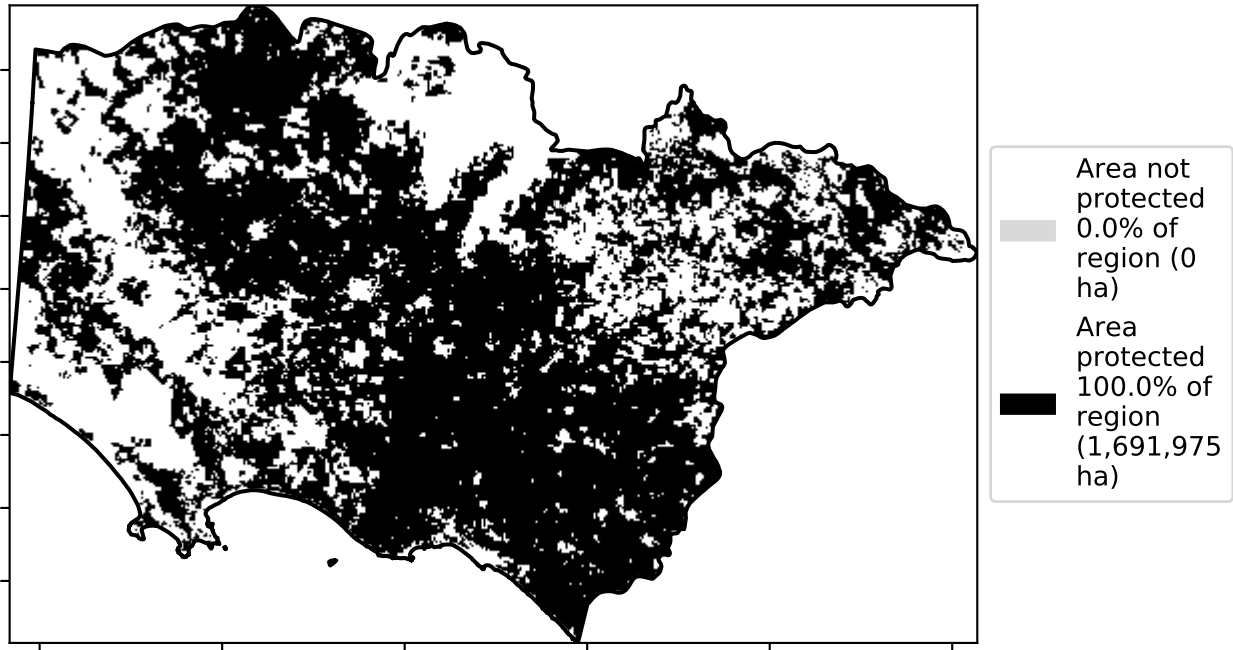 Area not
protected
0.0% of
region (0
ha)
Area
protected
100.0% of
region
(1,691,975
ha)